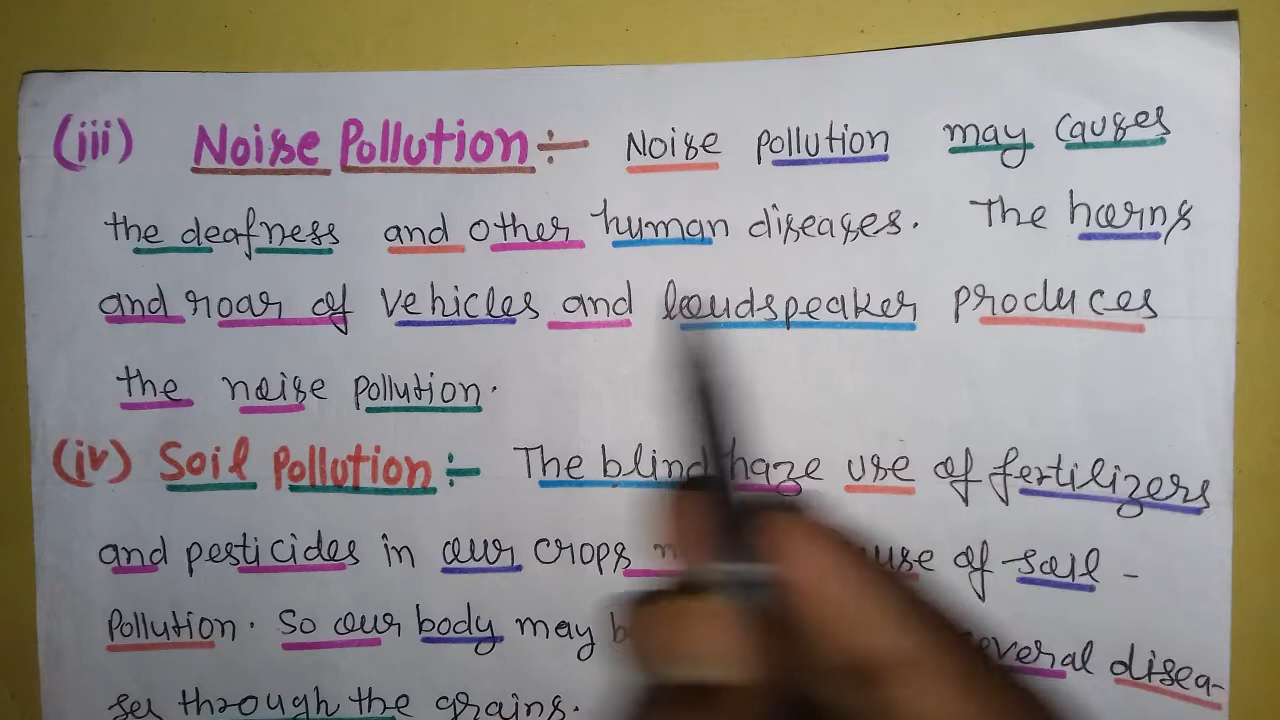 (iii) Noise Pollution :- Noise pollution may causes
the deafness and other human diseases. The horns
and roar of vehicles and loudspeaker produces
the noise pollution.
(iv) Soil Pollution :- The blind haze use of fertilizers
and pesticides in our crops of soil -
Pollution. So our body may several disea-
ses through the grains.